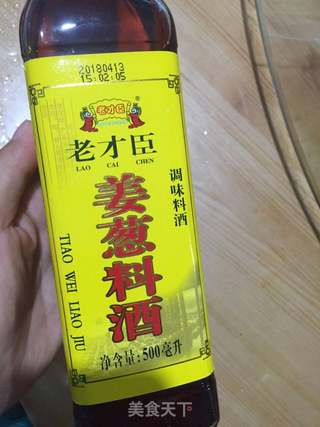 20180413
15:02:05
老才臣
老才臣
LAO CAI CHEN
姜葱料酒
调味料酒
TIAO WEI LIAO JIU
净含量:500毫升
美食天下